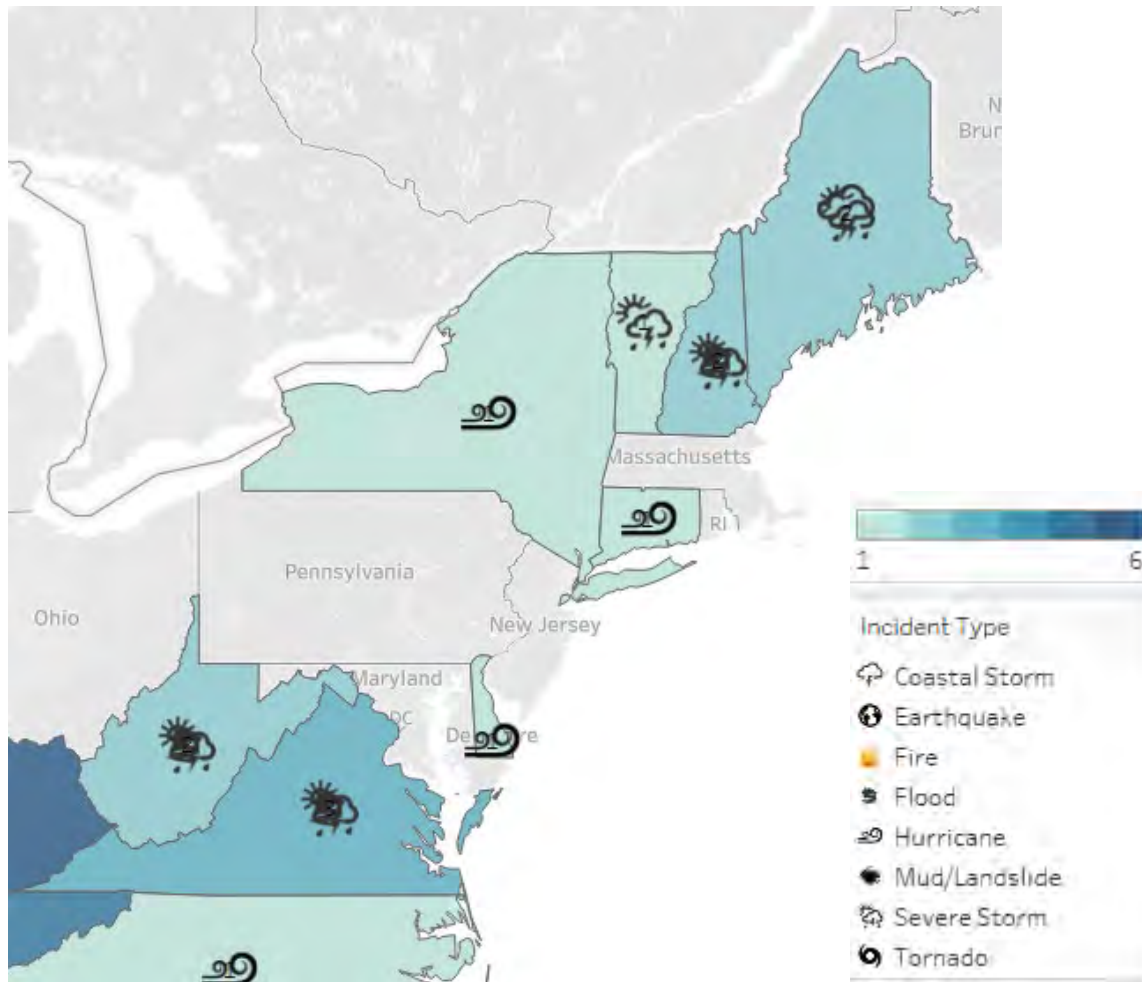 N
Brun
Massachusetts
RI
Pennsylvania
Ohio
New Jersey
Maryland
DC
1
6
Incident Type
Coastal Storm
Earthquake
Fire
Flood
Hurricane
Mud/Landslide
Severe Storm
Tornado